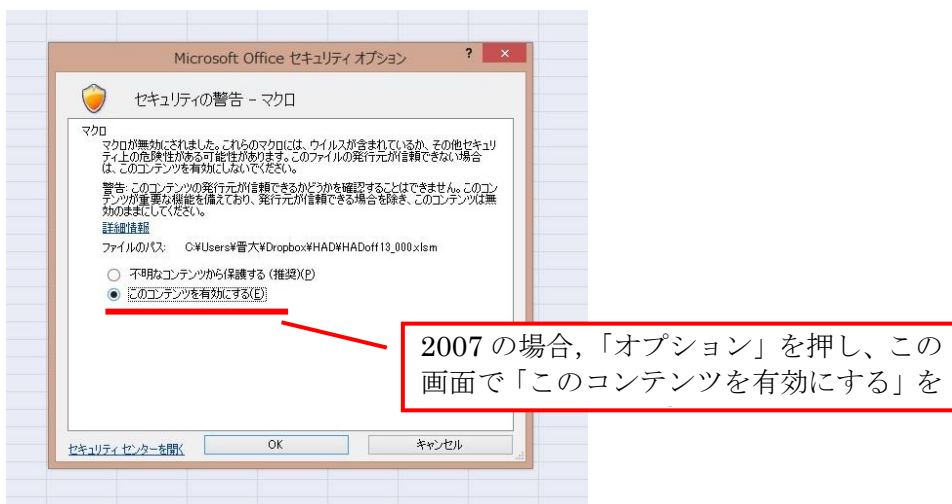 Microsoft Office セキュリティ オプション
? ×
セキュリティの警告 - マクロ
マクロ
マクロが無効にされました。これらのマクロには、ウイルスが含まれているか、その他セキュリ
ティ上の危険性がある可能性があります。このファイルの発行元が信頼できない場合
は、このコンテンツを有効にしないでください。
警告: このコンテンツの発行元が信頼できるかどうかを確認することはできません。このコン
テンツが重要な機能を備えており、発行元が信頼できる場合を除き、このコンテンツは無
効のままにしてください。
詳細情報
ファイルのパス: C:¥Users¥晋大¥Dropbox¥HAD¥HADoff13_000.xlsm
不明なコンテンツから保護する (推奨)(P)
このコンテンツを有効にする(E)
2007 の場合,「オプション」を押し、この
画面で「このコンテンツを有効にする」を
セキュリティ センターを開く OK キャンセル